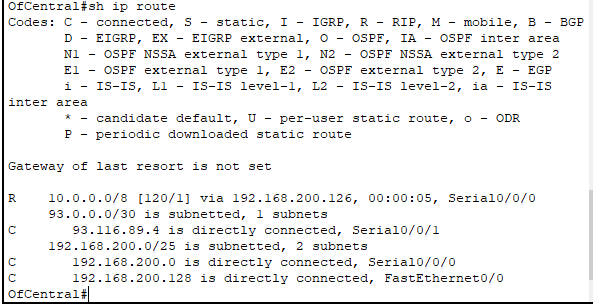 OfCentral#sh ip route
Codes: C - connected, S - static, I - IGRP, R - RIP, M - mobile, B - BGP
D - EIGRP, EX - EIGRP external, O - OSPF, IA - OSPF inter area
N1 - OSPF NSSA external type 1, N2 - OSPF NSSA external type 2
E1 - OSPF external type 1, E2 - OSPF external type 2, E - EGP
i - IS-IS, L1 - IS-IS level-1, L2 - IS-IS level-2, ia - IS-IS
inter area
* - candidate default, U - per-user static route, o - ODR
P - periodic downloaded static route
Gateway of last resort is not set
R 10.0.0.0/8 [120/1] via 192.168.200.126, 00:00:05, Serial0/0/0
93.0.0.0/30 is subnetted, 1 subnets
C 93.116.89.4 is directly connected, Serial0/0/1
192.168.200.0/25 is subnetted, 2 subnets
C 192.168.200.0 is directly connected, Serial0/0/0
C 192.168.200.128 is directly connected, FastEthernet0/0
OfCentral#